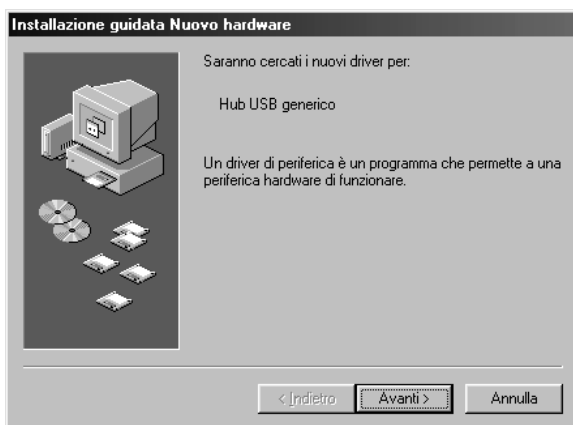 Installazione guidata Nuovo hardware
Saranno cercati i nuovi driver per:
Hub USB generico
Un driver di periferica è un programma che permette a una
periferica hardware di funzionare.
< Indietro
Avanti >
Annulla